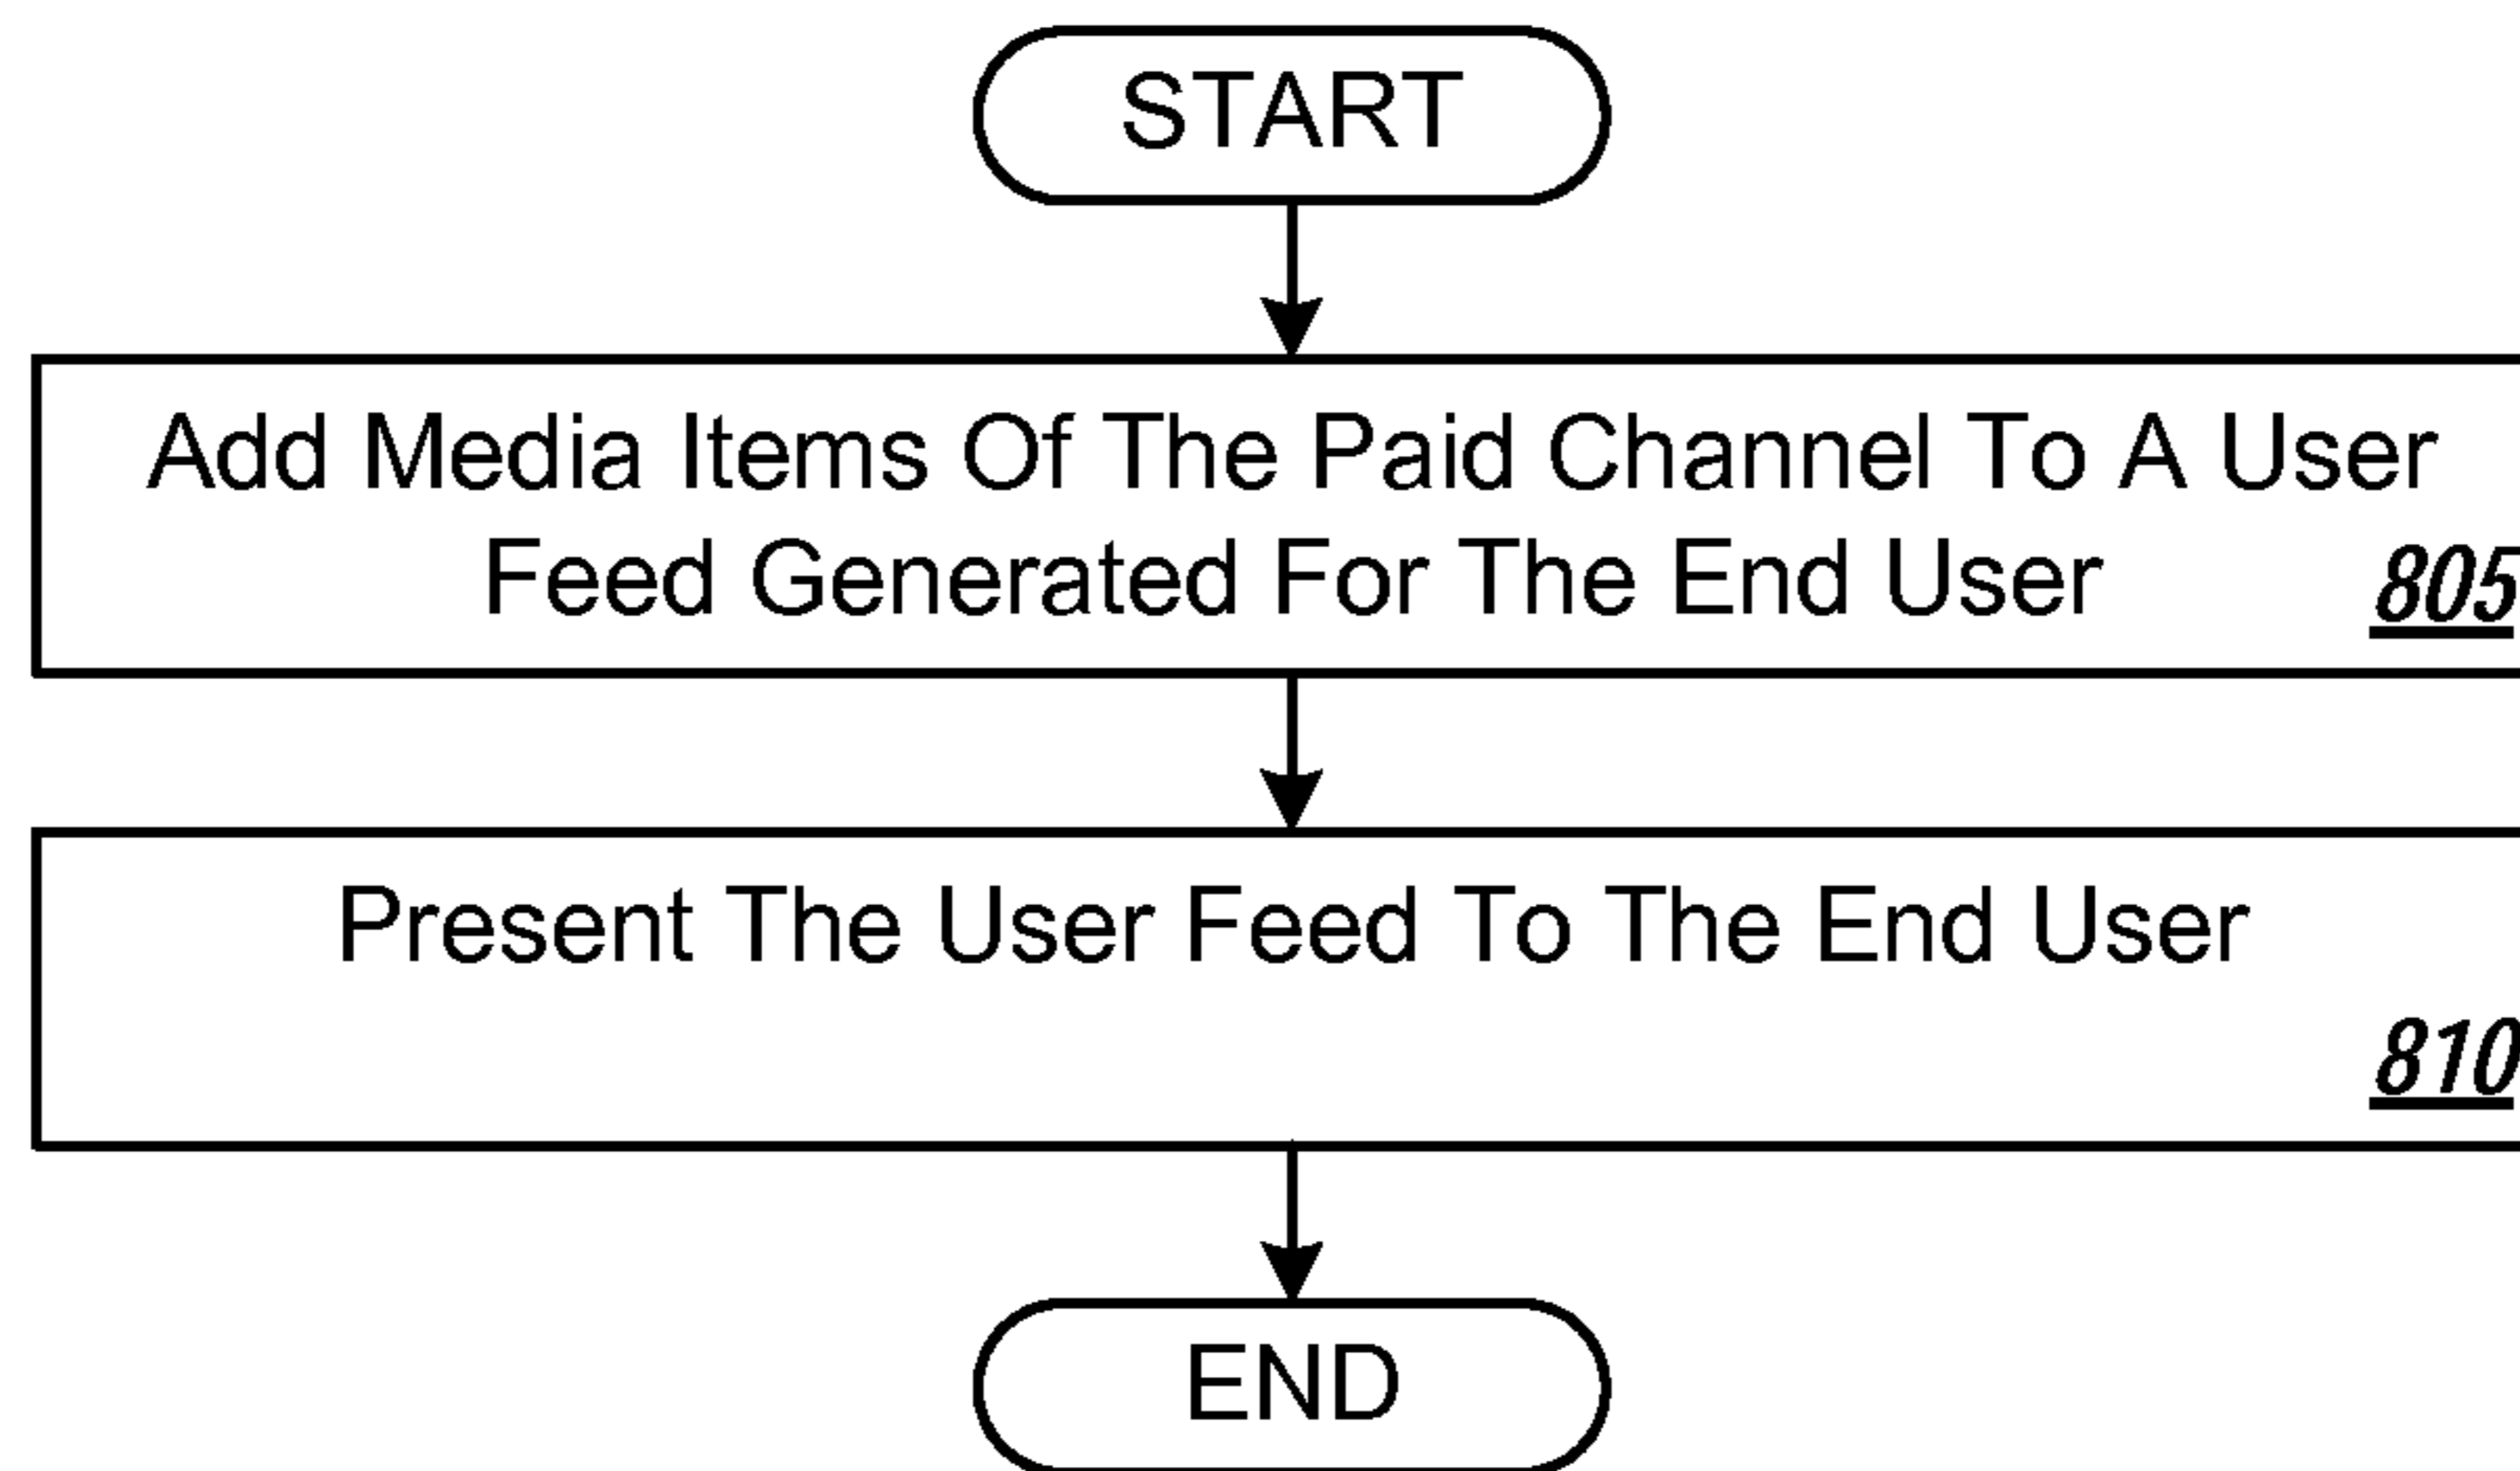 START
Add Media Items Of The Paid Channel To A User
Feed Generated For The End User
805
Present The User Feed To The End User
810
END